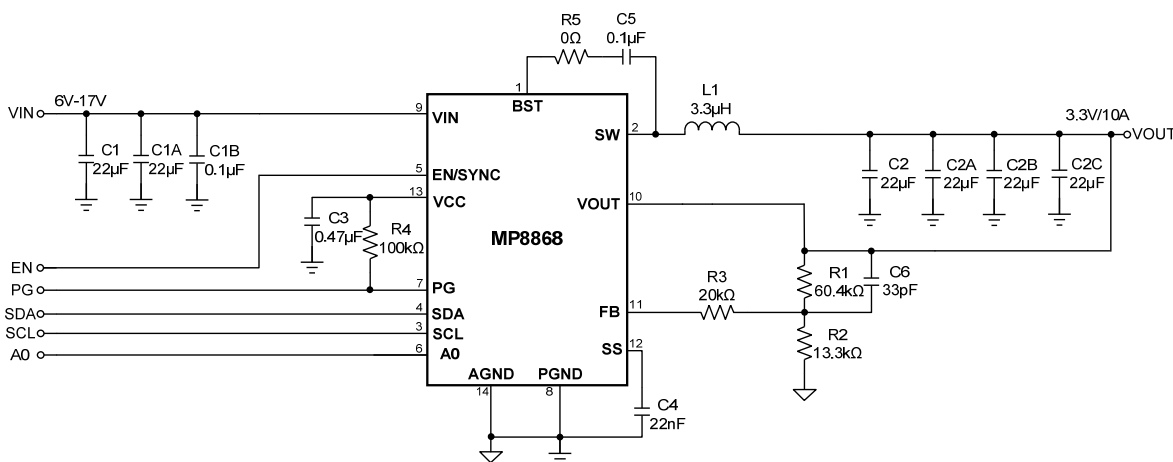 R5
0Ω
C5
0.1µF
1
BST
VIN
6V-17V
9
VIN
C1
22µF
C1A
22µF
C1B
0.1µF
SW
2
L1
3.3µH
3.3V/10A
VOUT
C2
22µF
C2A
22µF
C2B
22µF
C2C
22µF
5
EN/SYNC
13
VCC
C3
0.47µF
R4
100kΩ
VOUT
10
MP8868
EN
PG
7
PG
SDA
4
SDA
SCL
3
SCL
A0
6
A0
R1
60.4kΩ
C6
33pF
R3
20kΩ
FB
11
R2
13.3kΩ
SS
12
AGND
14
PGND
8
C4
22nF